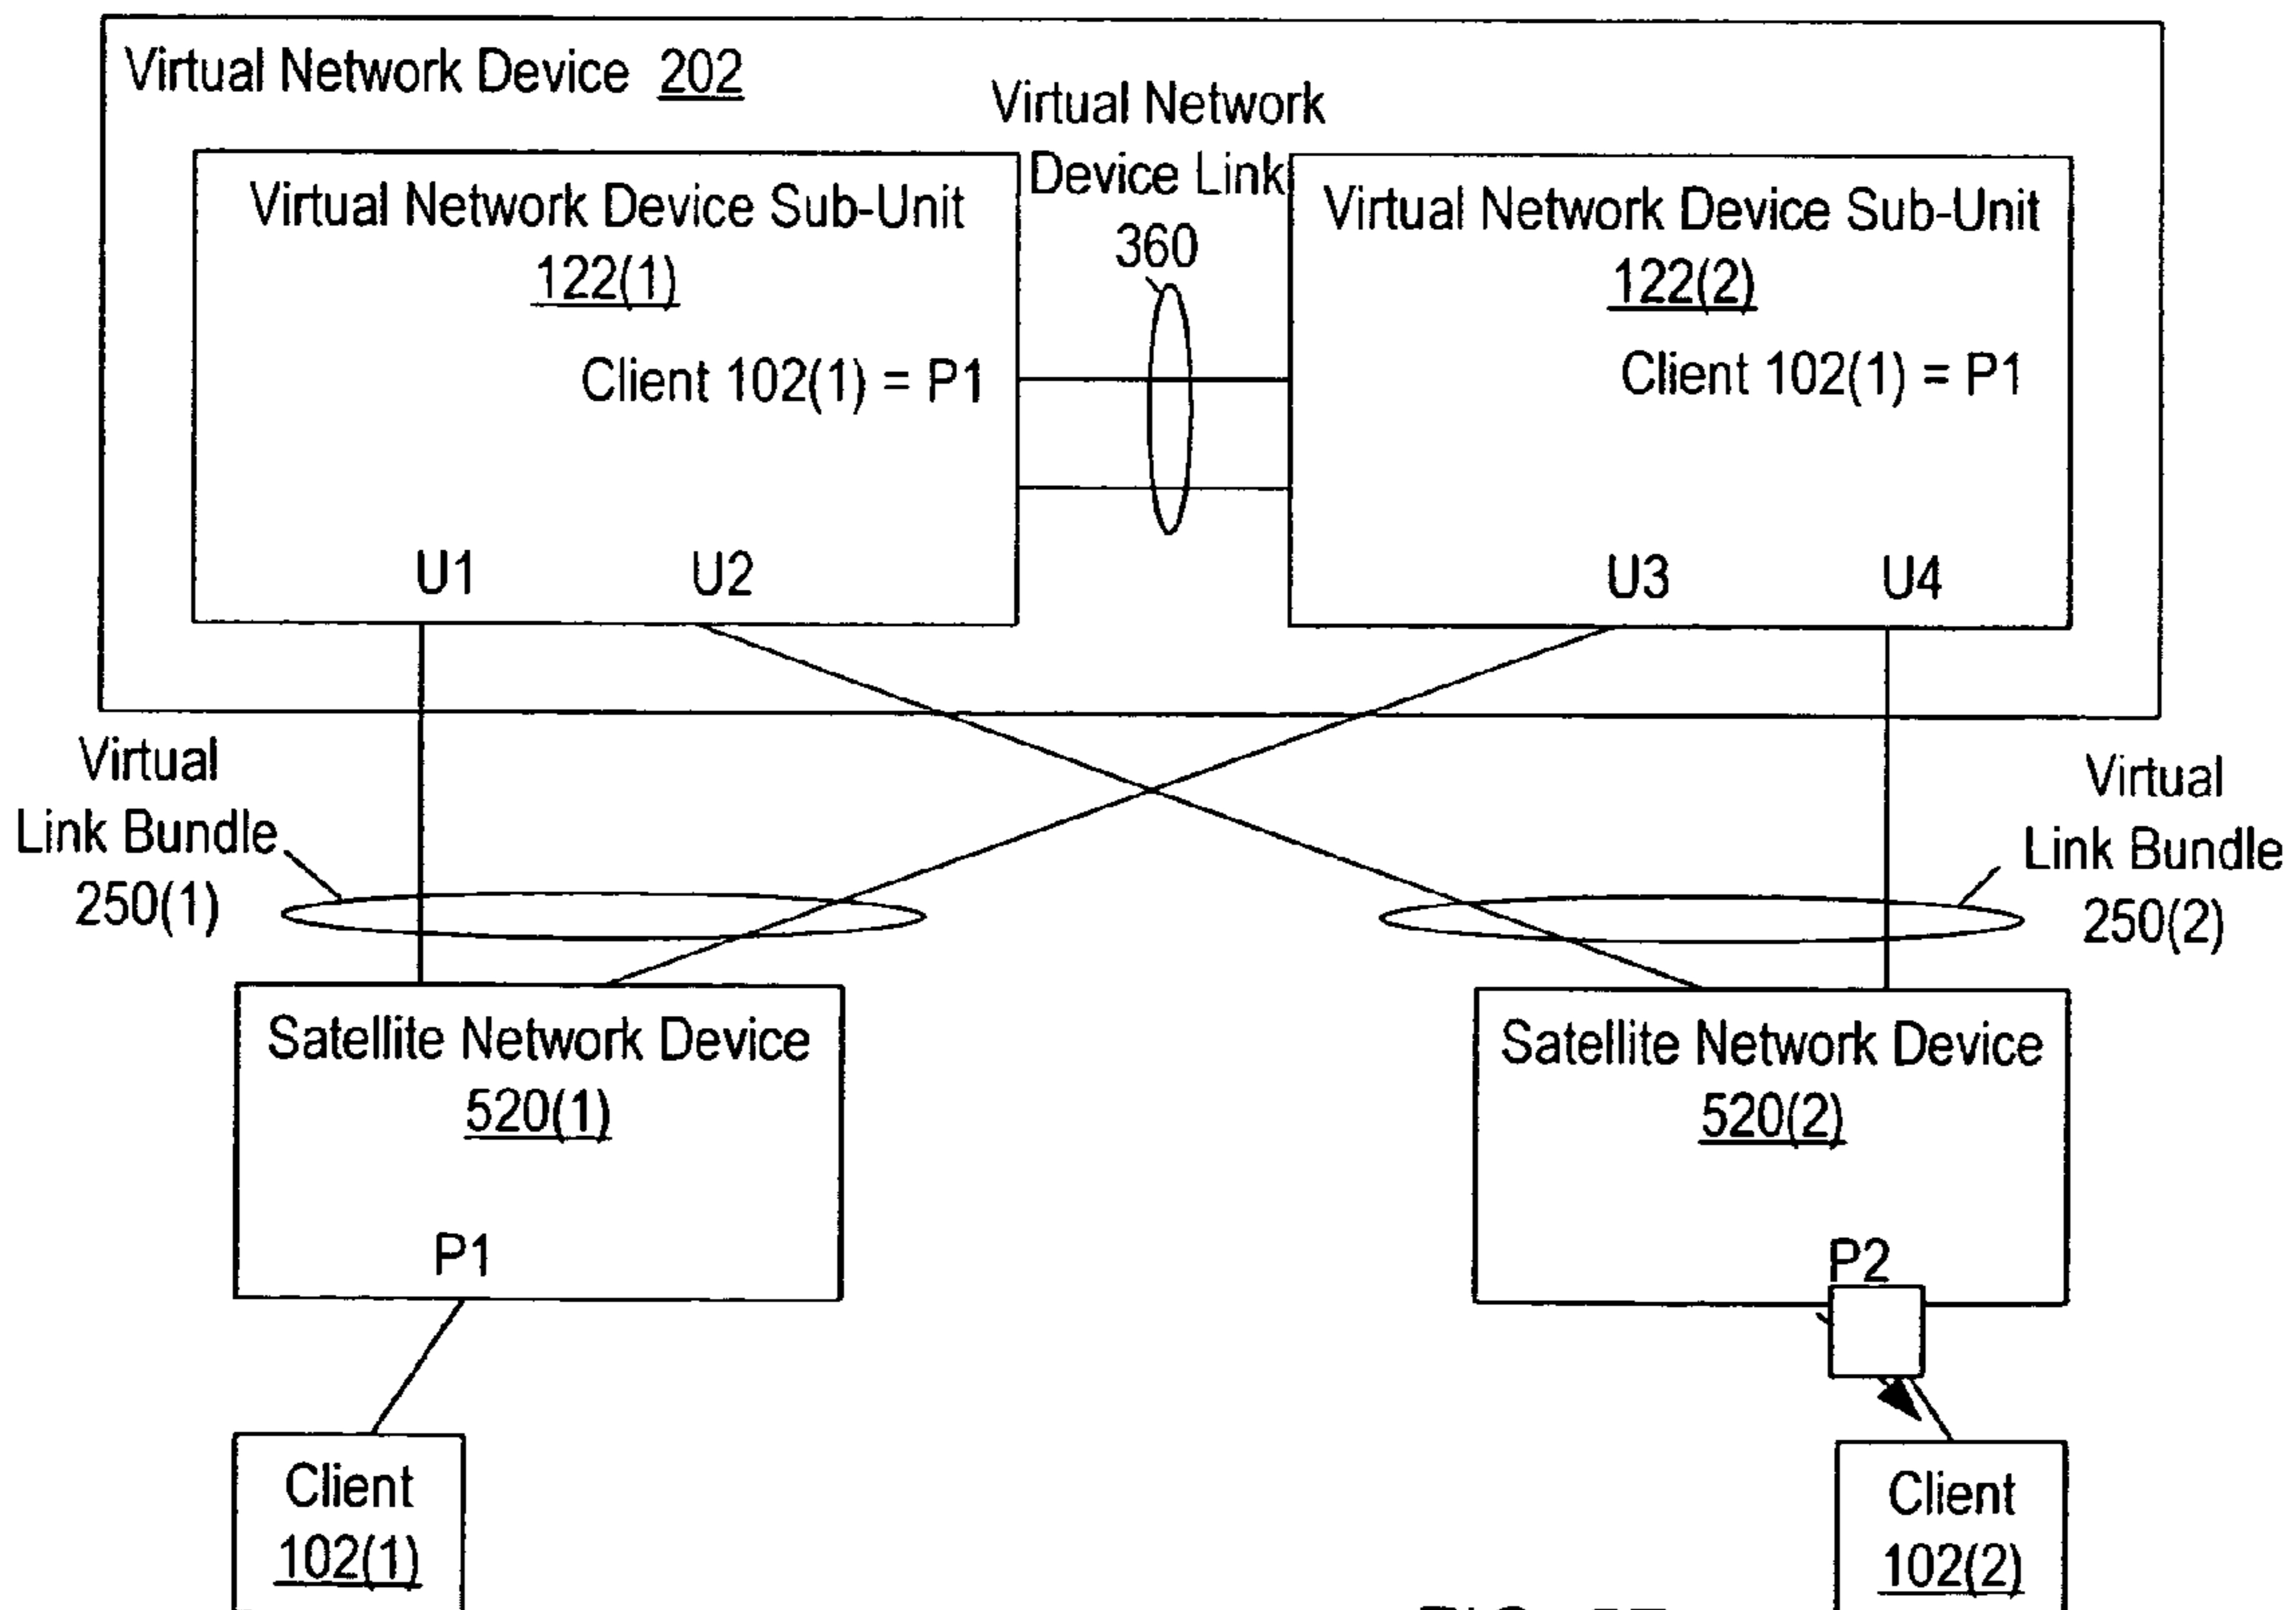 Virtual Network Device 202
Virtual Network
Device Link
360
Virtual Network Device Sub-Unit
122(1)
Client 102(1) = P1
U1
U2
Virtual Network Device Sub-Unit
122(2)
Client 102(1) = P1
U3
U4
Virtual
Link Bundle
250(1)
Virtual
Link Bundle
250(2)
Satellite Network Device
520(1)
P1
Satellite Network Device
520(2)
P2
Client
102(1)
Client
102(2)